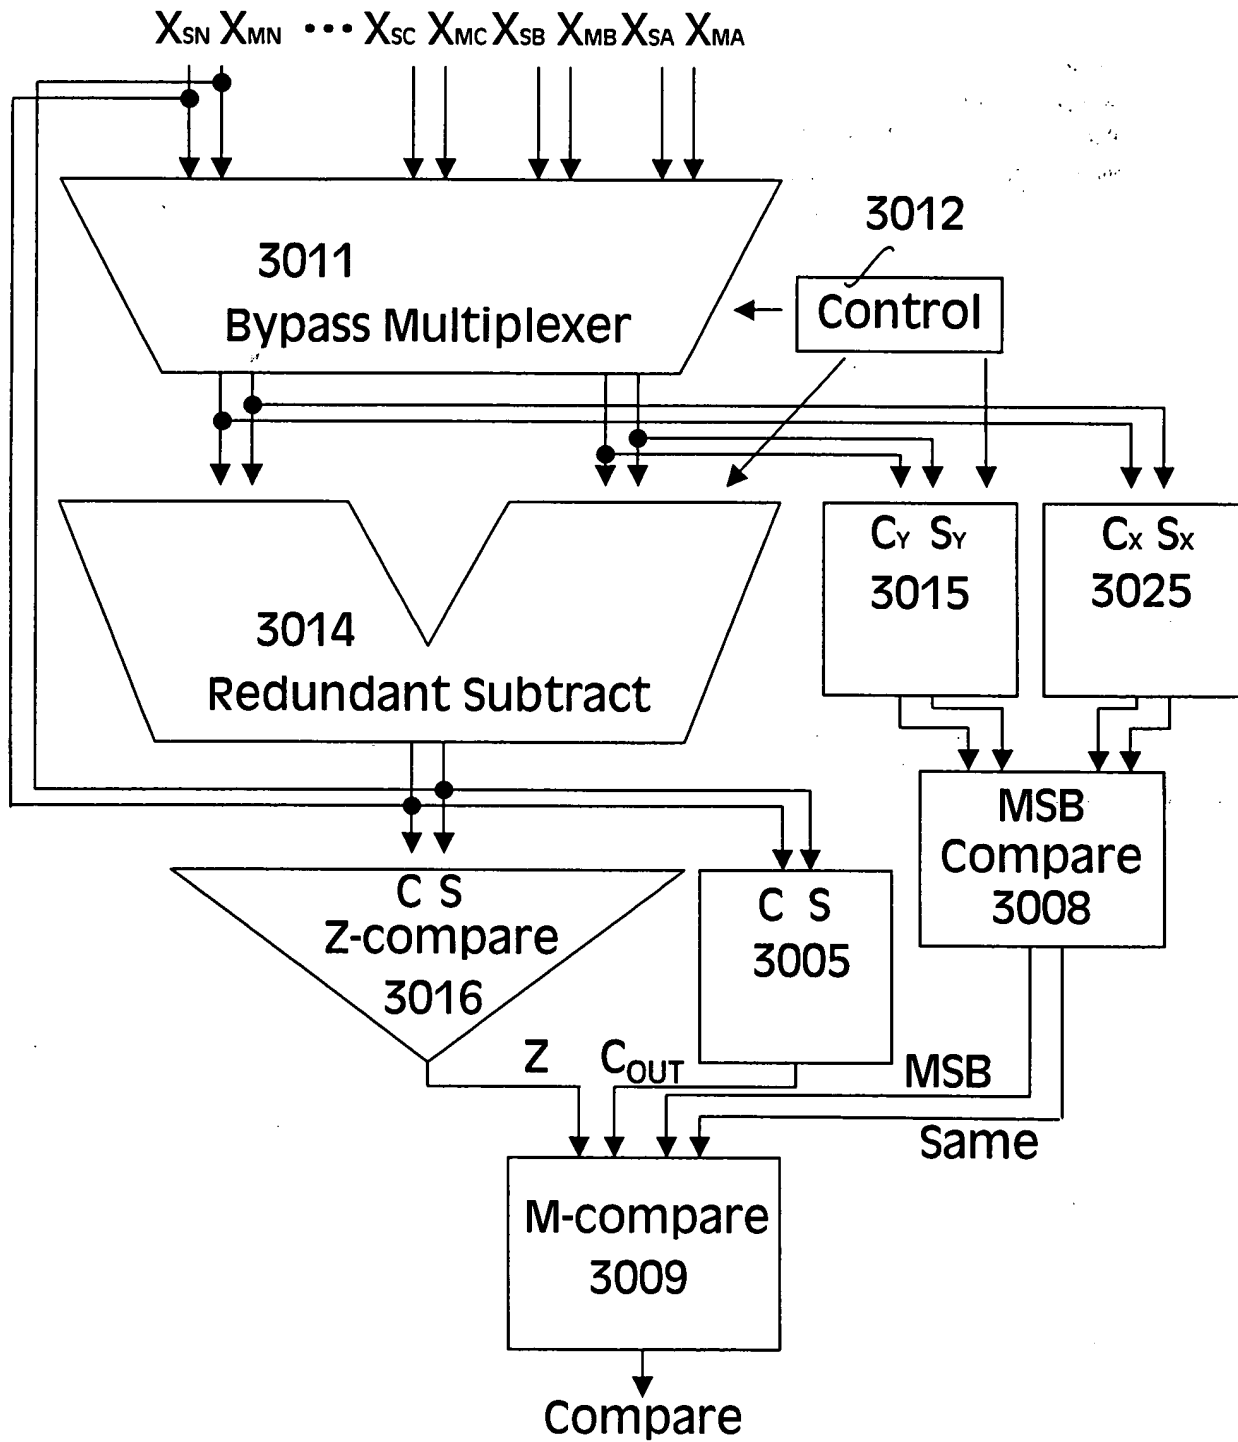 XSN XMN ••• XSC XMC XSB XMB XSA XMA
3012
3011
Bypass Multiplexer
Control
CY SY
3015
CX SX
3025
3014
Redundant Subtract
MSB
Compare
3008
C S
Z-compare
3016
C S
3005
Z
COUT
MSB
Same
M-compare
3009
Compare